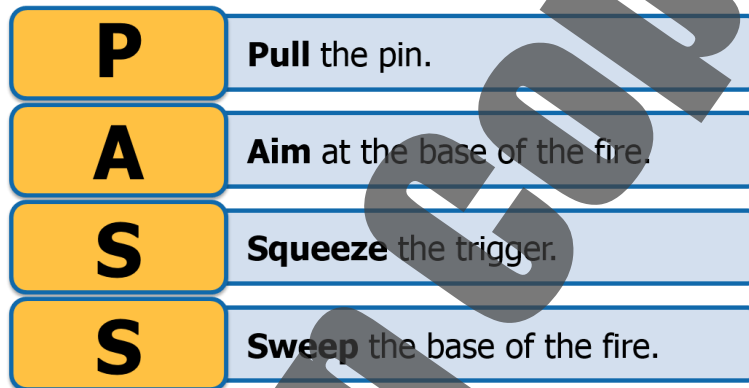 P
Pull the pin.
A
Aim at the base of the fire.
S
Squeeze the trigger.
S
Sweep the base of the fire.
n Cop